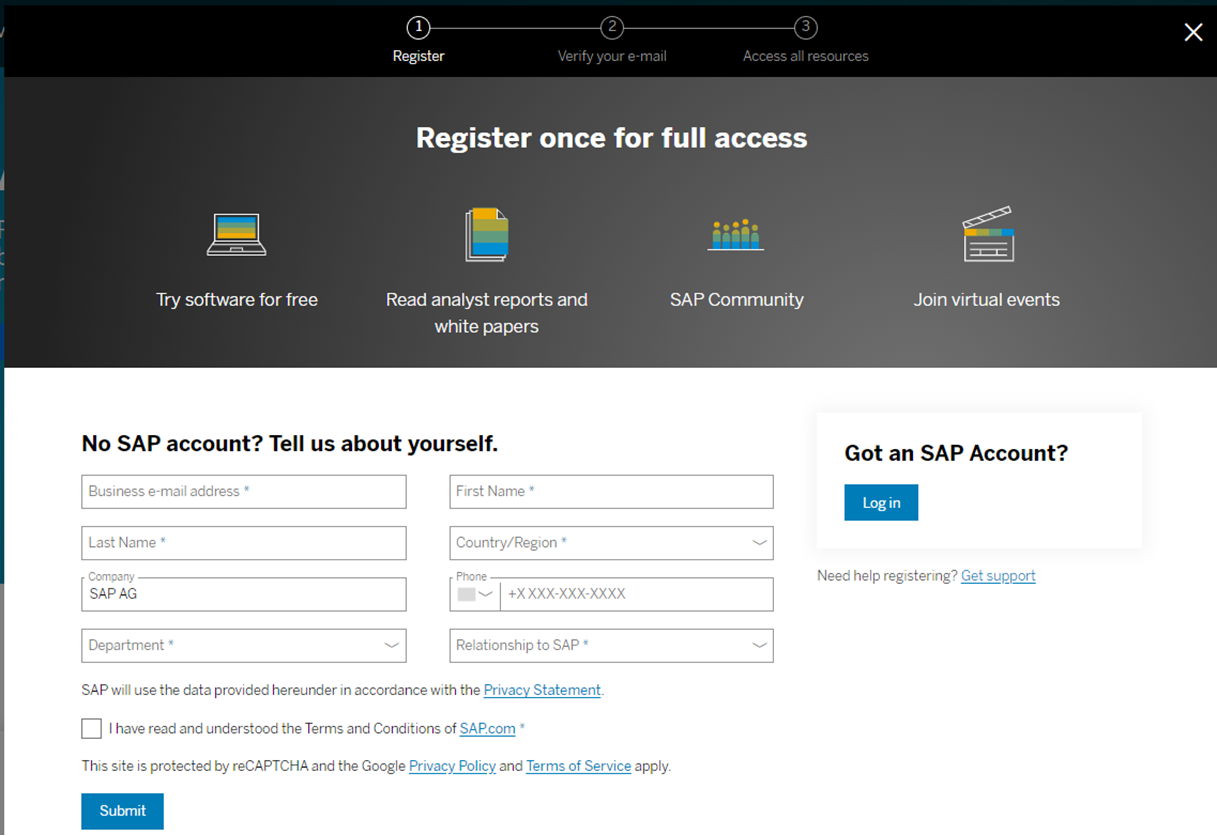 1
2
3
Register
Verify your e-mail
Access all resources
Register once for full access
Try software for free
Read analyst reports and
white papers
SAP Community
Join virtual events
No SAP account? Tell us about yourself.
Business e-mail address *
First Name *
Last Name *
Country/Region *
Company
SAP AG
Phone
+X XXX-XXX-XXXX
Department *
Relationship to SAP *
SAP will use the data provided hereunder in accordance with the Privacy Statement.
I have read and understood the Terms and Conditions of SAP.com *
This site is protected by reCAPTCHA and the Google Privacy Policy and Terms of Service apply.
Submit
Got an SAP Account?
Log in
Need help registering? Get support